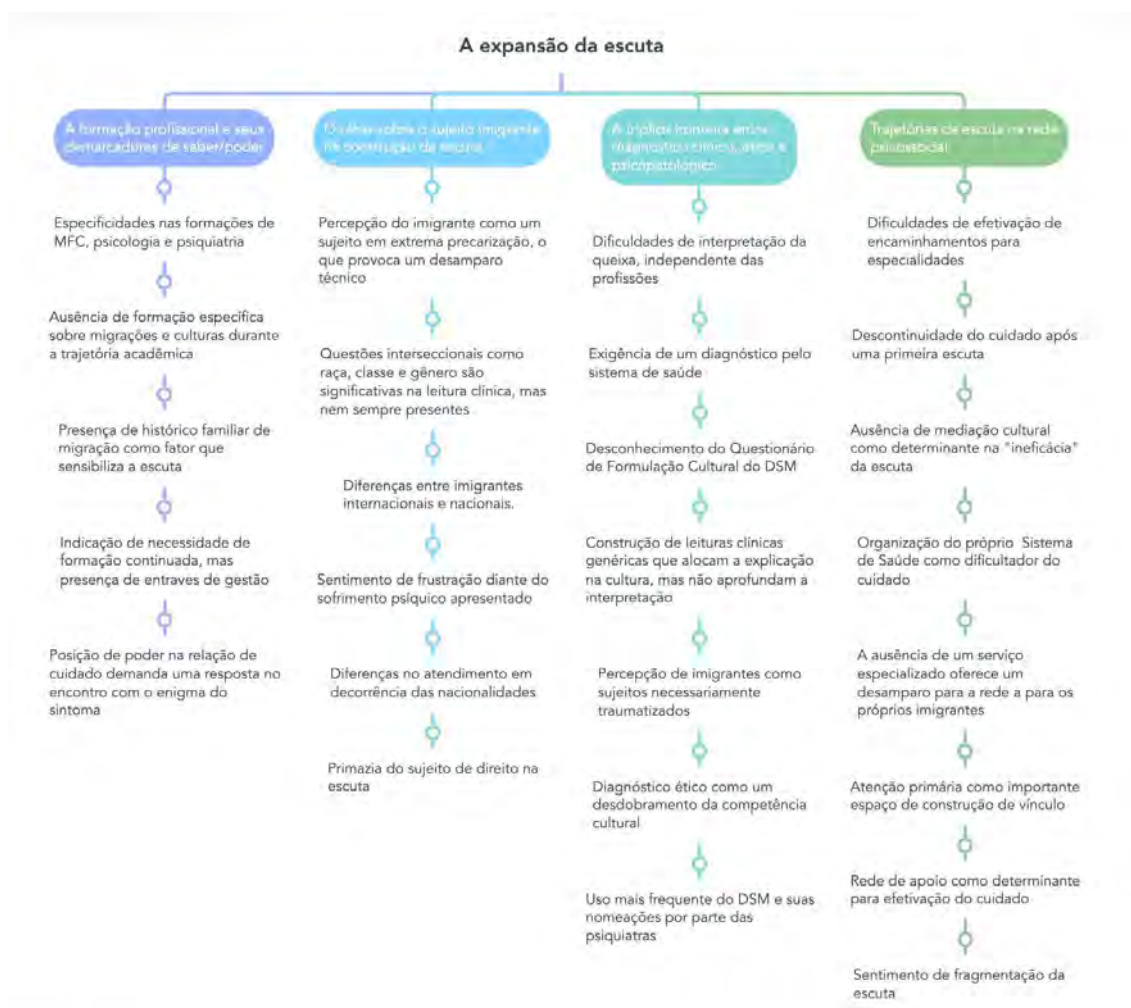 A expansão da escuta
A formação profissional e seus
demarcadores de saber/poder
Especificidades nas formações de
MFC, psicologia e psiquiatria
Ausência de formação específica
sobre migrações e culturas durante
a trajetória acadêmica
Presença de histórico familiar de
migração como fator que
sensibiliza a escuta
Indicação de necessidade de
formação continuada, mas
presença de entraves de gestão
Posição de poder na relação de
cuidado demanda uma resposta no
encontro com o enigma do
sintoma
sobre o sujeito imigrante
na construção da escuta
Percepção do imigrante como um
sujeito em extrema precarização, o
que provoca um desamparo
técnico
Questões interseccionais como
raça, classe e gênero são
significativas na leitura clínica, mas
nem sempre presentes
Diferenças entre imigrantes
internacionais e nacionais.
Sentimento de frustração diante do
sofrimento psíquico apresentado
Diferenças no atendimento em
decorrência das nacionalidades
Primazia do sujeito de direito na
escuta
A tríplice fronteira entre
diagnóstico clínico, ético e
psicopatológico
Dificuldades de interpretação da
queixa, independente das
profissões
Exigência de um diagnóstico pelo
sistema de saúde
Desconhecimento do Questionário
de Formulação Cultural do DSM
Construção de leituras clínicas
genéricas que alocam a explicação
na cultura, mas não aprofundam a
interpretação
Percepção de imigrantes como
sujeitos necessariamente
traumatizados
Diagnóstico ético como um
desdobramento da competência
cultural
Uso mais frequente do DSM e suas
nomeações por parte das
psiquiatras
Trajetórias de escuta na rede
psicossocial
Dificuldades de efetivação de
encaminhamentos para
especialidades
Descontinuidade do cuidado após
uma primeira escuta
Ausência de mediação cultural
como determinante na "ineficácia"
da escuta
Organização do próprio Sistema
de Saúde como dificultador do
cuidado
A ausência de um serviço
especializado oferece um
desamparo para a rede a para os
próprios imigrantes
Atenção primária como importante
espaço de construção de vínculo
Rede de apoio como determinante
para efetivação do cuidado
Sentimento de fragmentação da
escuta